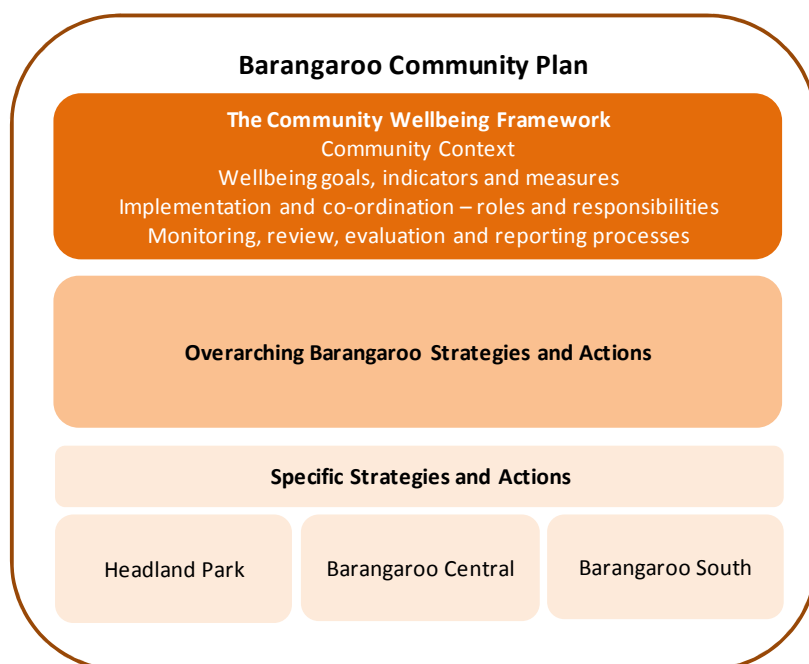 Barangaroo Community Plan
The Community Wellbeing Framework
Community Context
Wellbeing goals, indicators and measures
Implementation and co-ordination – roles and responsibilities
Monitoring, review, evaluation and reporting processes
Overarching Barangaroo Strategies and Actions
Specific Strategies and Actions
Headland Park
Barangaroo Central
Barangaroo South